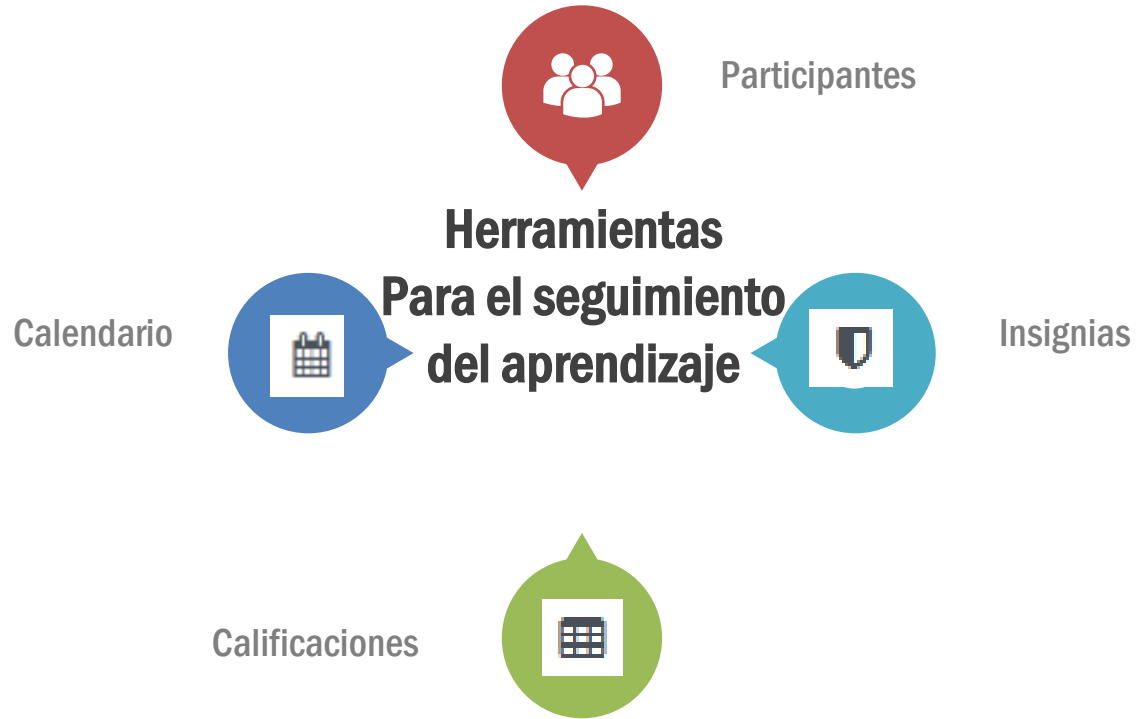 Participantes
Herramientas
Para el seguimiento
del aprendizaje
Calendario
Insignias
Calificaciones